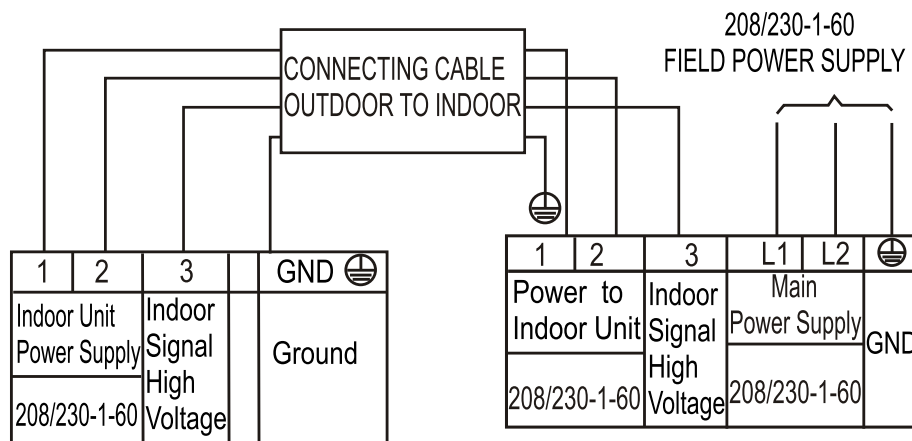 208/230-1-60
FIELD POWER SUPPLY
CONNECTING CABLE
OUTDOOR TO INDOOR
1 2 3 GND
Indoor Unit
Power Supply
208/230-1-60
Indoor
Signal
High
Voltage
Ground
1 2 3 L1 L2
Power to
Indoor Unit
208/230-1-60
Indoor
Signal
High
Voltage
Main
Power Supply
208/230-1-60
GND